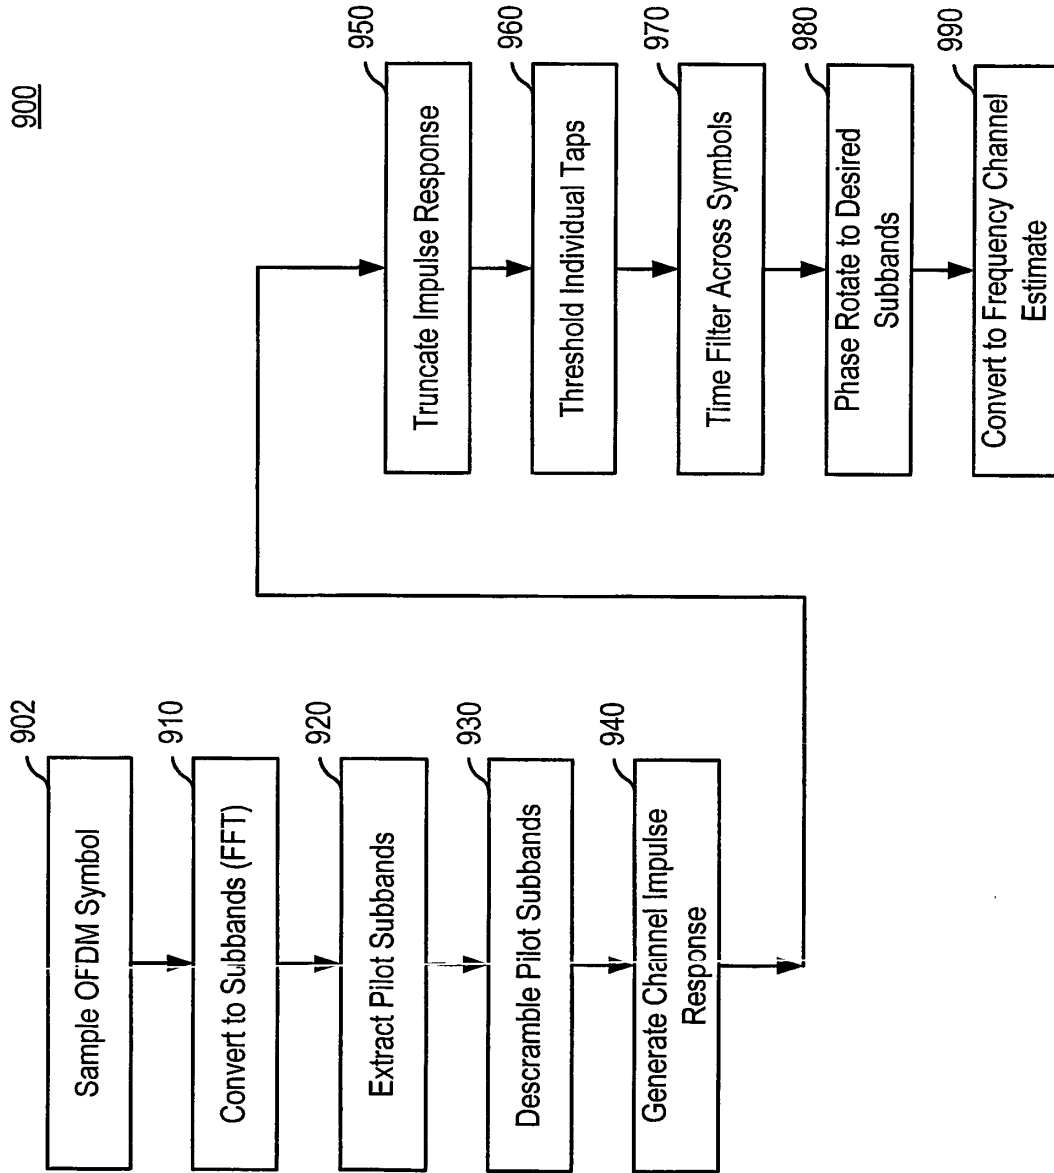 900
902
Sample OFDM Symbol
910
Convert to Subbands (FFT)
920
Extract Pilot Subbands
930
Descramble Pilot Subbands
940
Generate Channel Impulse
Response
950
Truncate Impulse Response
960
Threshold Individual Taps
970
Time Filter Across Symbols
980
Phase Rotate to Desired
Subbands
990
Convert to Frequency Channel
Estimate